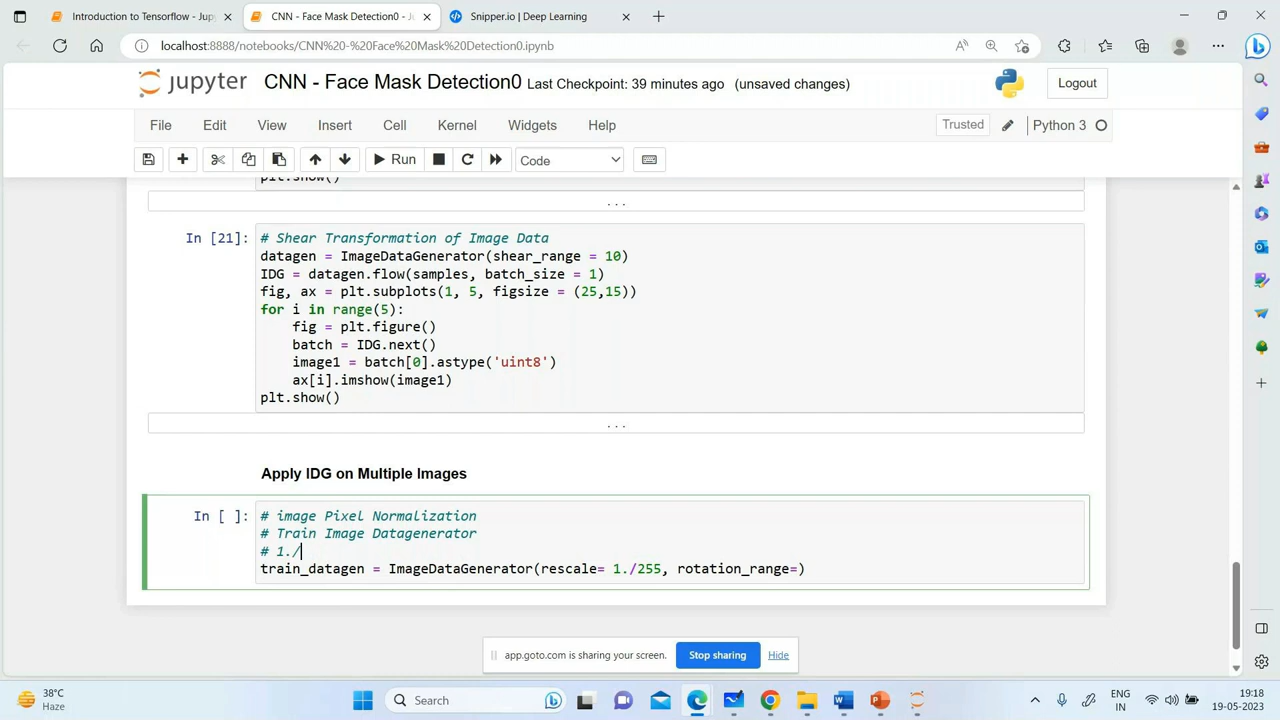 Introduction to Tensorflow - Jup
CNN - Face Mask Detection0 - J
Snipper.io | Deep Learning
localhost:8888/notebooks/CNN%20-%20Face%20Mask%20Detection0.ipynb
jupyter CNN - Face Mask Detection0 Last Checkpoint: 39 minutes ago (unsaved changes)
Logout
File Edit View Insert Cell Kernel Widgets Help
Trusted Python 3
Run Code
plt.show()
...
In [21]: # Shear Transformation of Image Data
datagen = ImageDataGenerator(shear_range = 10)
IDG = datagen.flow(samples, batch_size = 1)
fig, ax = plt.subplots(1, 5, figsize = (25,15))
for i in range(5):
    fig = plt.figure()
    batch = IDG.next()
    image1 = batch[0].astype('uint8')
    ax[i].imshow(image1)
plt.show()
...
Apply IDG on Multiple Images
In [ ]: # image Pixel Normalization
# Train Image Datagenerator
# 1./
train_datagen = ImageDataGenerator(rescale= 1./255, rotation_range=)
app.goto.com is sharing your screen. Stop sharing Hide
38°C
Haze
Search
ENG
IN
19:18
19-05-2023